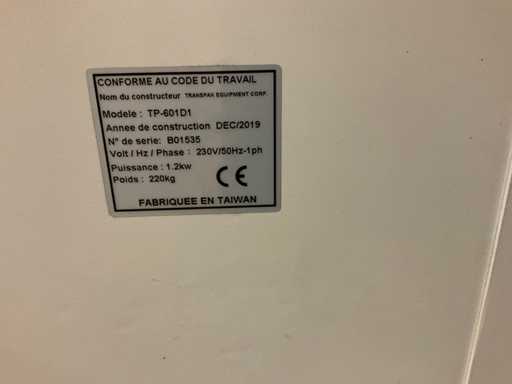 CONFORME AU CODE DU TRAVAIL
Nom du constructeur TRANSPAK EQUIPMENT CORP.
Modele : TP-601D1
Annee de construction DEC/2019
N° de serie: B01535
Volt / Hz / Phase : 230V/50Hz-1ph
Puissance : 1.2kw
Poids : 220kg
CE
FABRIQUEE EN TAIWAN